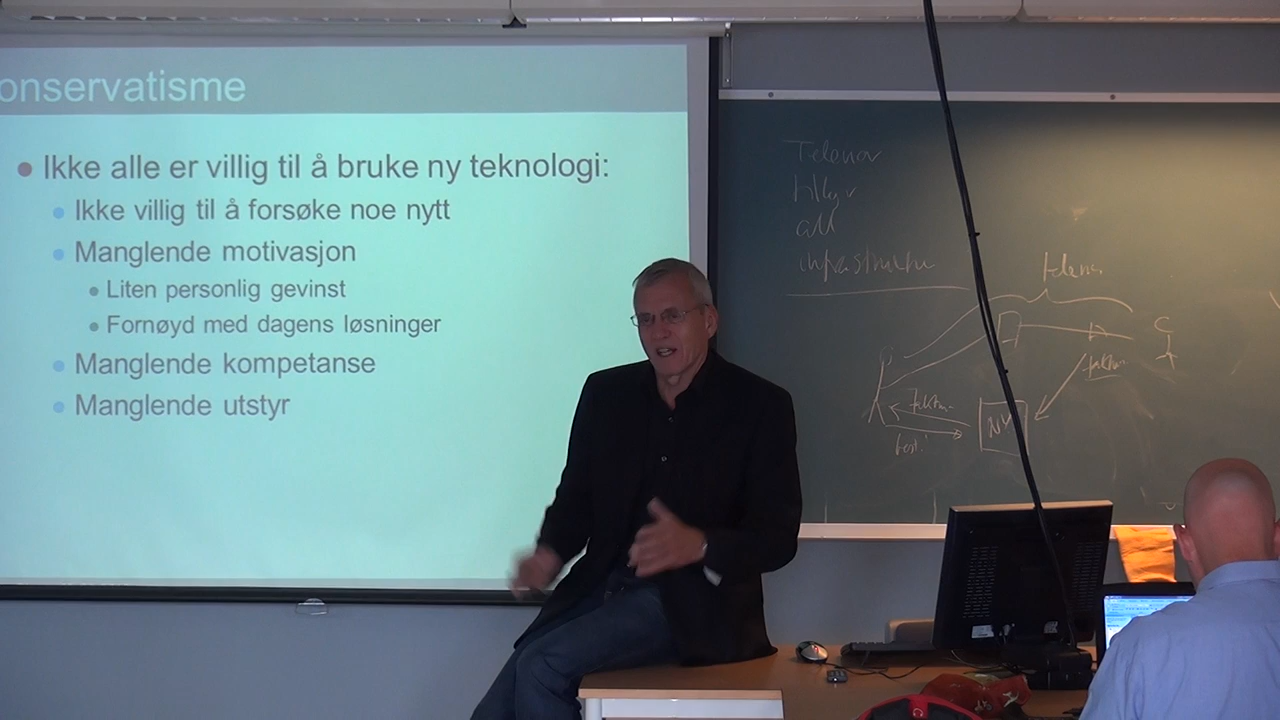 onservatisme
Ikke alle er villig til å bruke ny teknologi:
Ikke villig til å forsøke noe nytt
Manglende motivasjon
Liten personlig gevinst
Fornøyd med dagens løsninger
Manglende kompetanse
Manglende utstyr
Telenor
all
infrastruktur
telenor
C